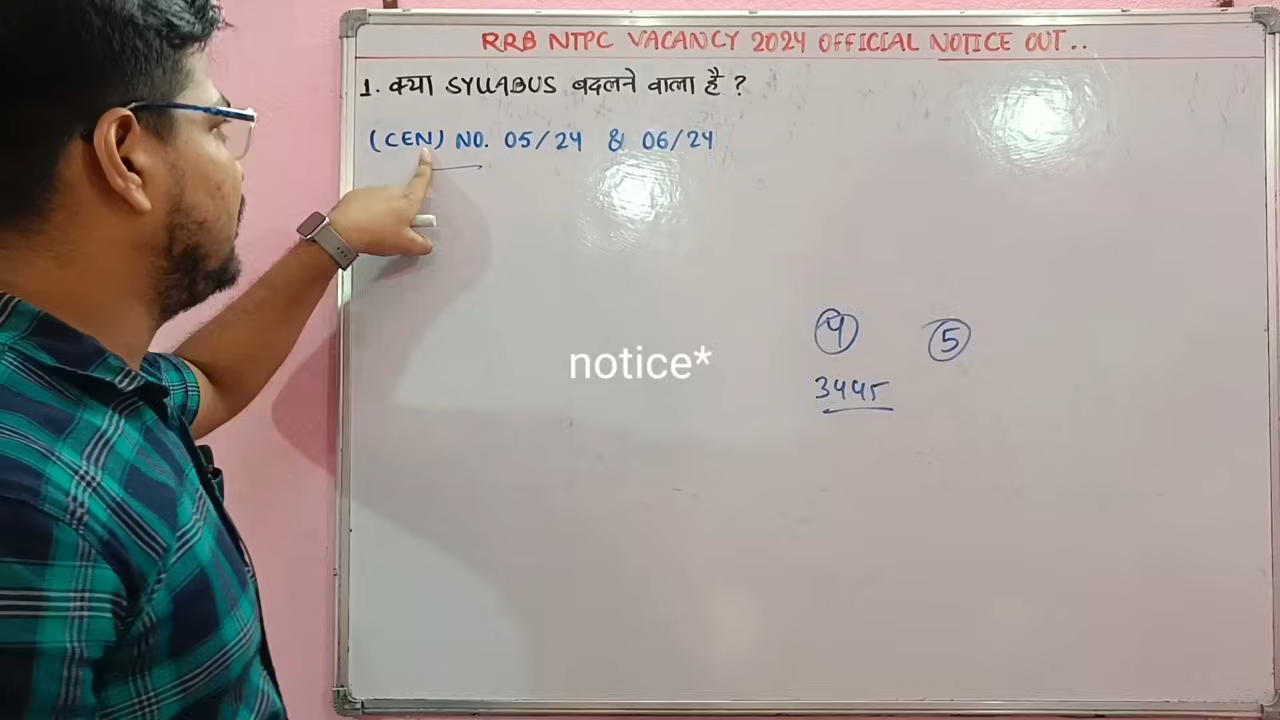 RRB NTPC VACANCY 2024 OFFICIAL NOTICE OUT..
1. क्या SYLLABUS बदलने वाला है ?
(CEN) NO. 05/24 & 06/24
4 5
notice*
3445